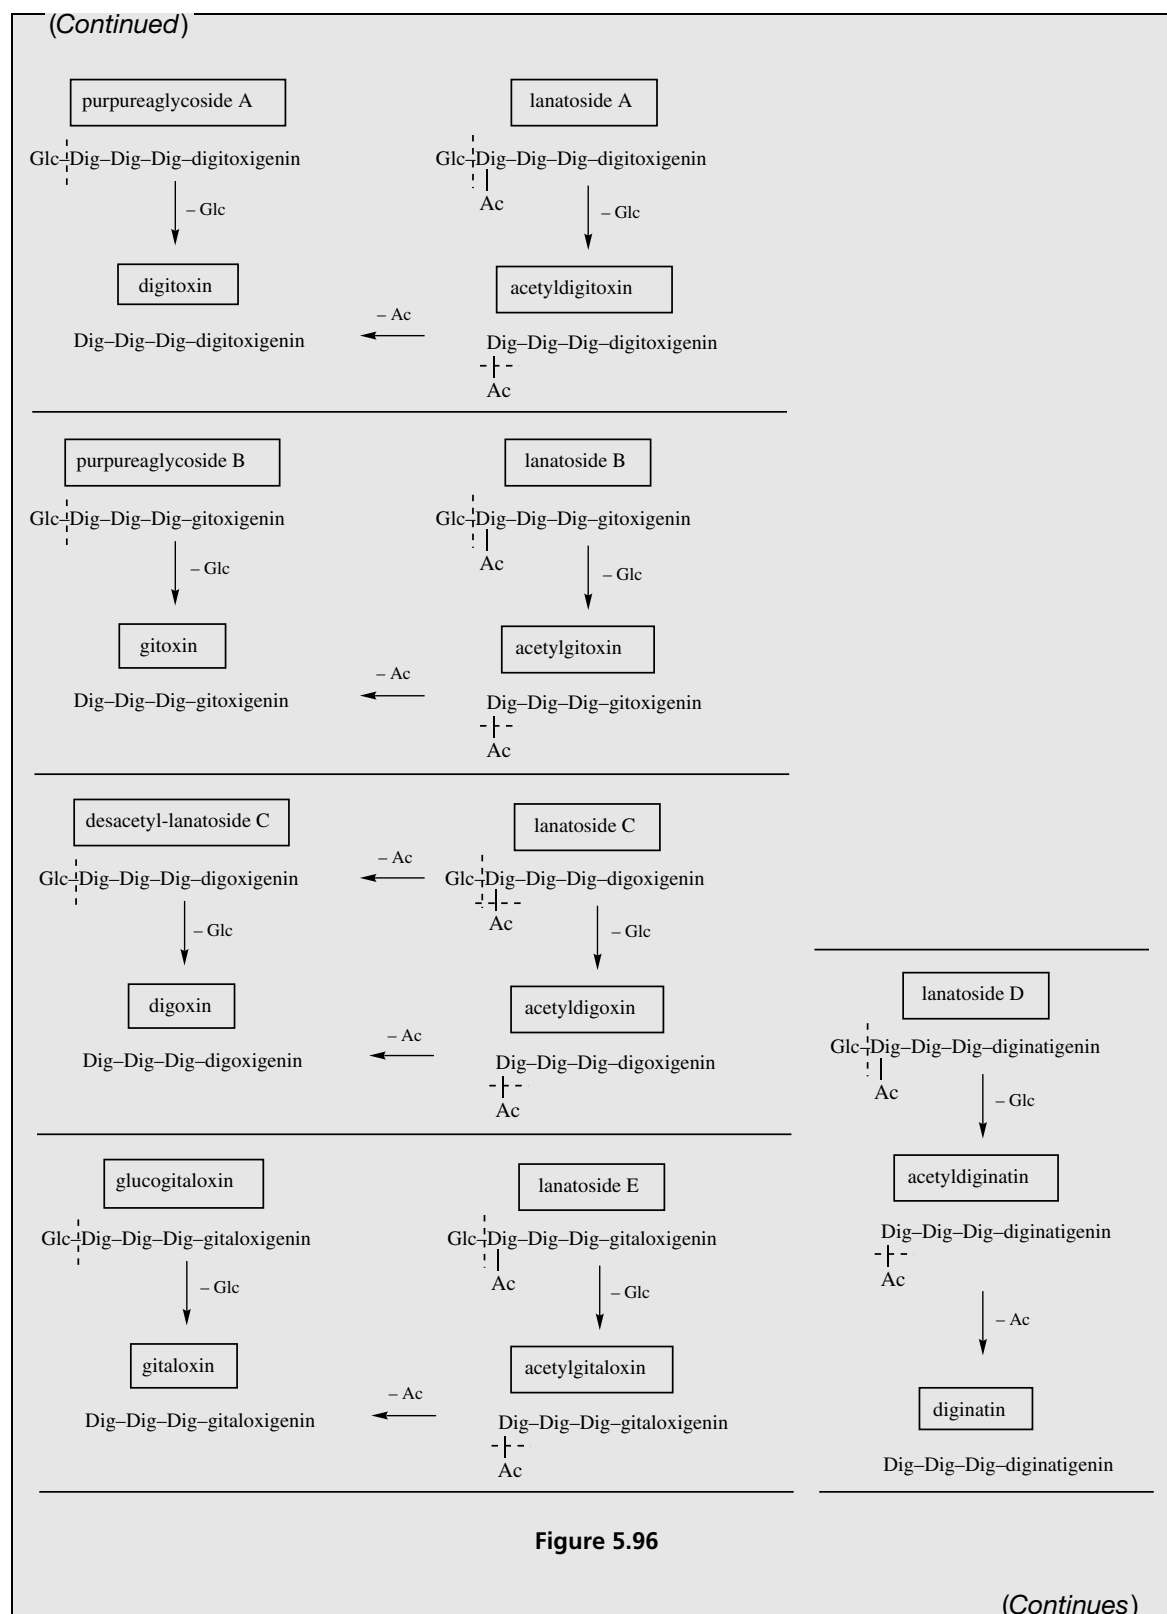 (Continued)
purpureaglycoside A
lanatoside A
Glc–Dig–Dig–Dig–digitoxigenin
Glc–Dig–Dig–Dig–digitoxigenin
Ac
– Glc
– Glc
digitoxin
acetyldigitoxin
– Ac
Dig–Dig–Dig–digitoxigenin
Dig–Dig–Dig–digitoxigenin
Ac
purpureaglycoside B
lanatoside B
Glc–Dig–Dig–Dig–gitoxigenin
Glc–Dig–Dig–Dig–gitoxigenin
Ac
– Glc
– Glc
gitoxin
acetylgitoxin
– Ac
Dig–Dig–Dig–gitoxigenin
Dig–Dig–Dig–gitoxigenin
Ac
desacetyl-lanatoside C
lanatoside C
– Ac
Glc–Dig–Dig–Dig–digoxigenin
Glc–Dig–Dig–Dig–digoxigenin
Ac
– Glc
– Glc
digoxin
acetyldigoxin
– Ac
Dig–Dig–Dig–digoxigenin
Dig–Dig–Dig–digoxigenin
Ac
glucogitaloxin
lanatoside E
Glc–Dig–Dig–Dig–gitaloxigenin
Glc–Dig–Dig–Dig–gitaloxigenin
Ac
– Glc
– Glc
gitaloxin
acetylgitaloxin
– Ac
Dig–Dig–Dig–gitaloxigenin
Dig–Dig–Dig–gitaloxigenin
Ac
lanatoside D
Glc–Dig–Dig–Dig–diginatigenin
Ac
– Glc
acetyldiginatin
Dig–Dig–Dig–diginatigenin
Ac
– Ac
diginatin
Dig–Dig–Dig–diginatigenin
Figure 5.96
(Continues)